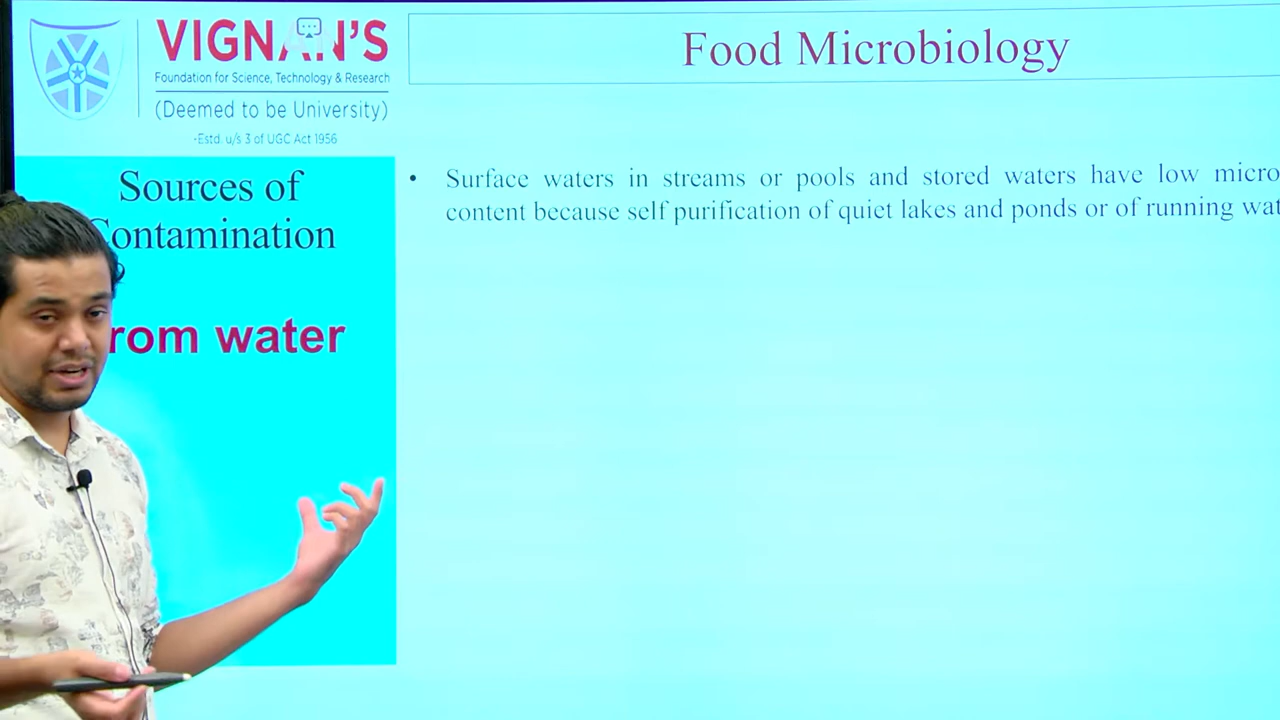 VIGNAN'S
Foundation for Science, Technology & Research
(Deemed to be University)
-Estd. u/s 3 of UGC Act 1956
Food Microbiology
Sources of
Contamination
From water
• Surface waters in streams or pools and stored waters have low micro
content because self purification of quiet lakes and ponds or of running wat